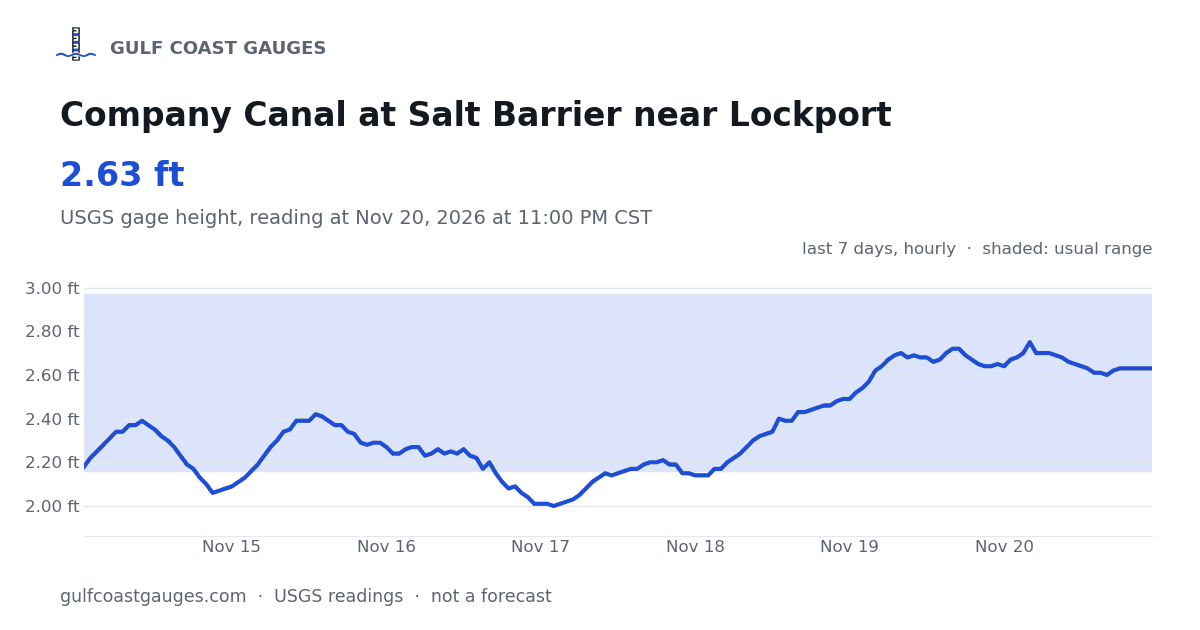 GULF COAST GAUGES
Company Canal at Salt Barrier near Lockport
2.63 ft
USGS gage height, reading at Nov 20, 2026 at 11:00 PM CST
last 7 days, hourly · shaded: usual range
3.00 ft
2.80 ft
2.60 ft
2.40 ft
2.20 ft
2.00 ft
Nov 15 Nov 16 Nov 17 Nov 18 Nov 19 Nov 20
gulfcoastgauges.com · USGS readings · not a forecast